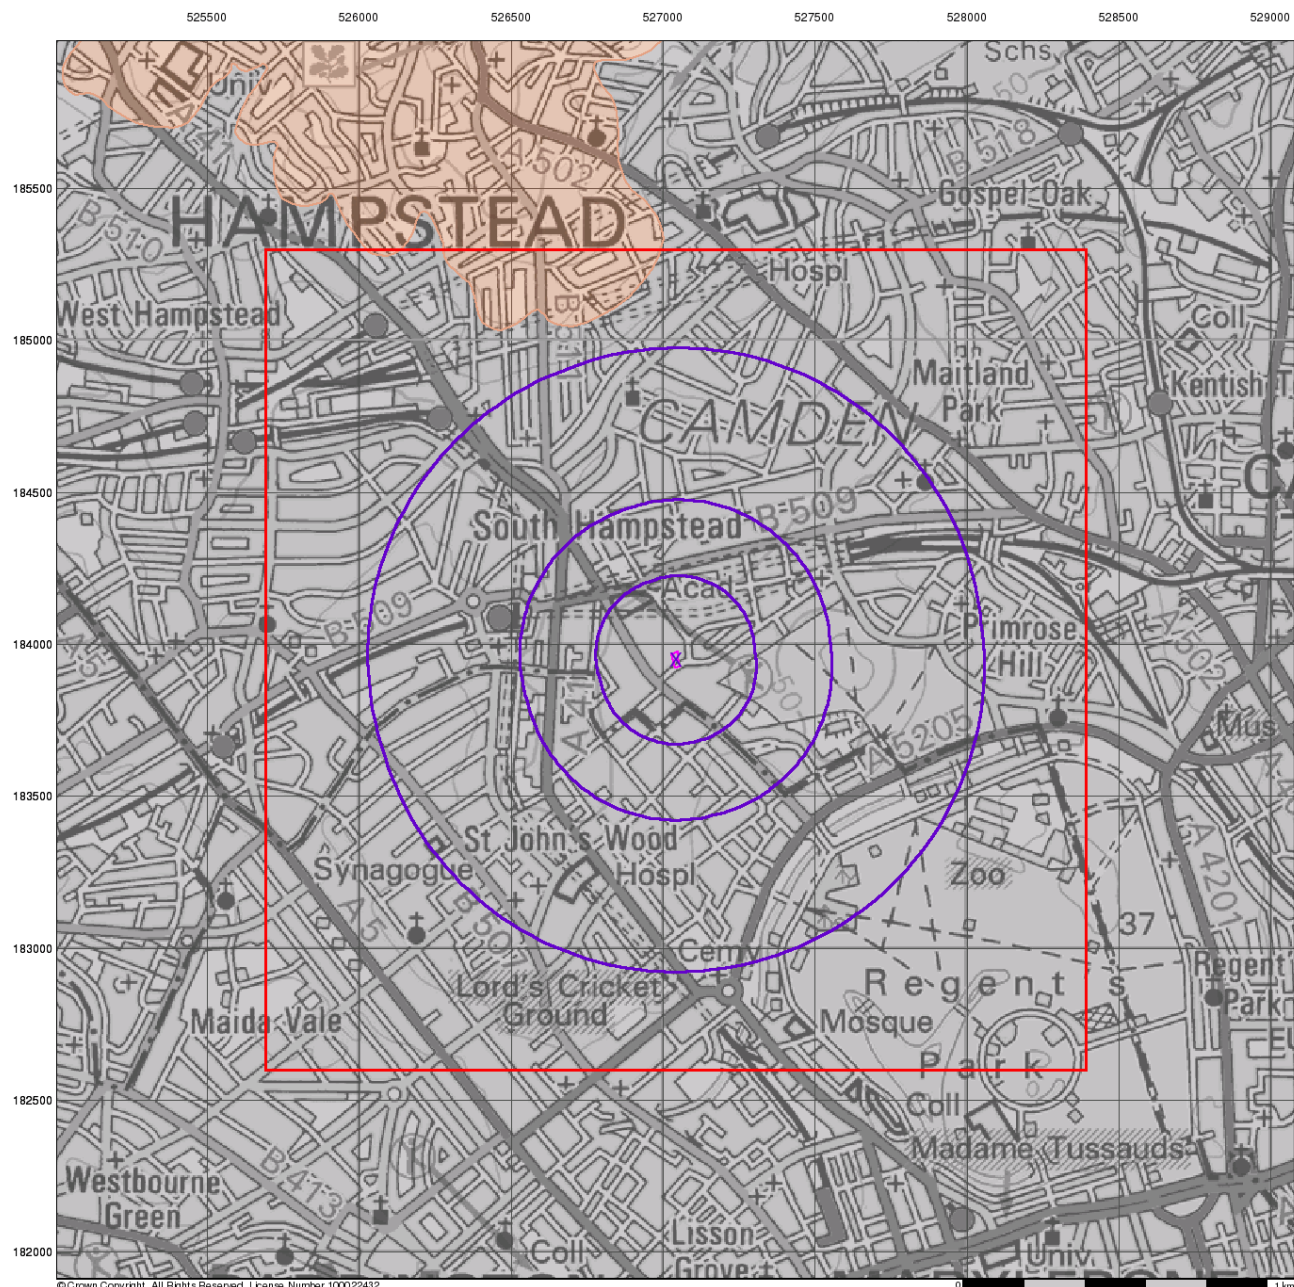 525500 526000 526500 527000 527500 528000 528500 529000
Schs
Univ
50
A 502
B 518
185500
Gospel Oak
B 510
HAMPSTEAD
Hospl
West Hampstead
Coll
185000
Maitland
Park
Kentish T
CAMDEN
184500
South Hampstead
B 509
Acad
B 509
184000
Primrose
Hill
A 502
50
A 41
A 5205
Mus
183500
St John's Wood
Synagogue
Hospl
Zoo
A 4201
A 5
B 507
37
183000
Cemy
Regent's
Lord's Cricket
Ground
Regent'
Park
Maida Vale
Mosque
Park
182500
Coll
Madame Tussauds
B 413
Westbourne
Green
Lisson
Grove
182000
Coll
Univ
© Crown Copyright. All Rights Reserved. License Number 100022432
0
1 km